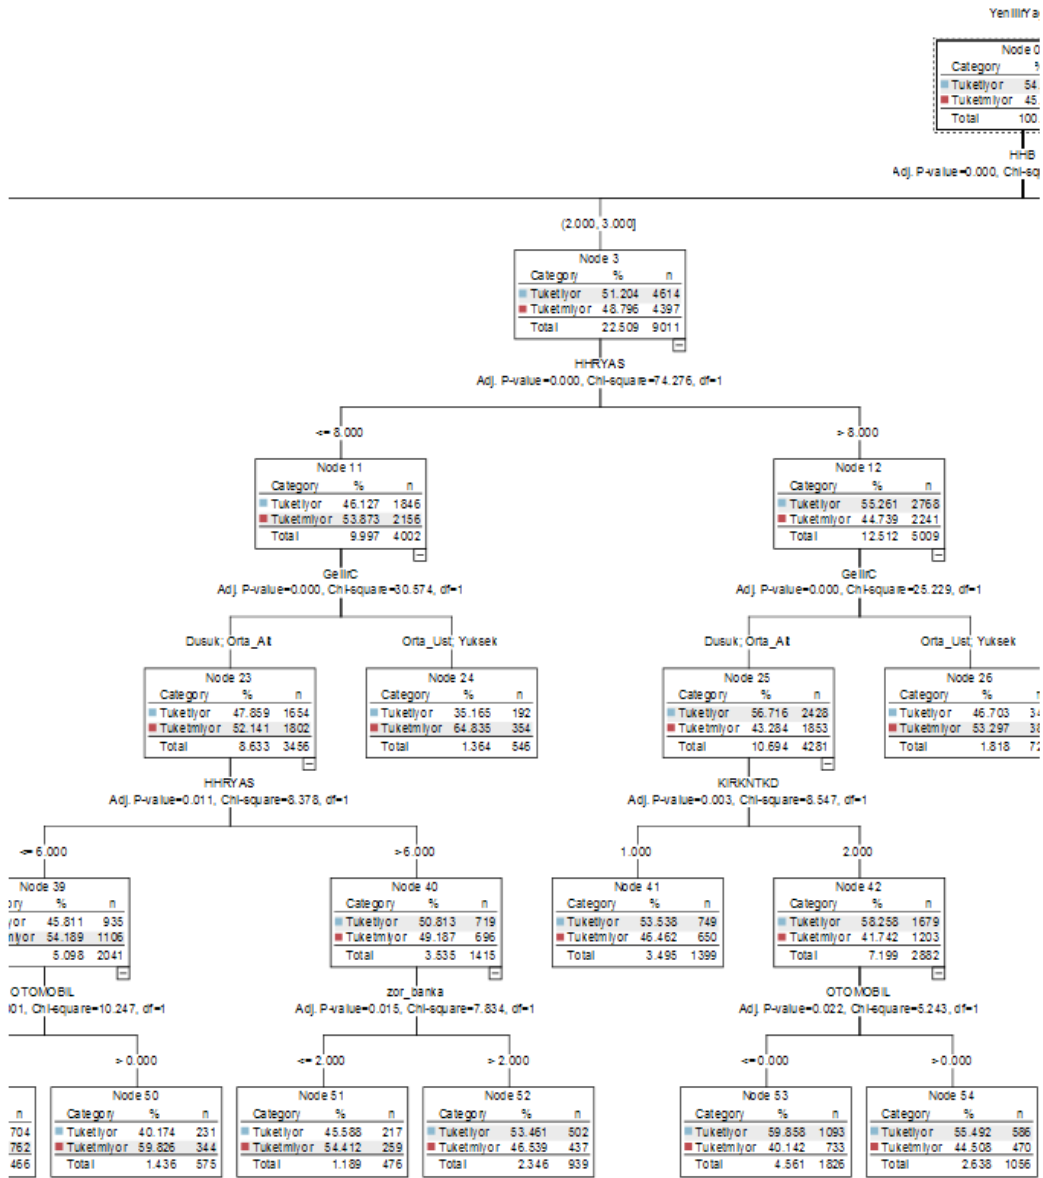 YenilirYa
Node 0
Category %
Tuketiyor 54.
Tuketmiyor 45.
Total 100.
HHB
Adj. P-value=0.000, Chi-sq
(2.000, 3.000]
Node 3
Category % n
Tuketiyor 51.204 4614
Tuketmiyor 48.796 4397
Total 22.509 9011
HHRYAS
Adj. P-value=0.000, Chi-square=74.276, df=1
<=8.000 >8.000
Node 11 Node 12
Category % n Category % n
Tuketiyor 46.127 1846 Tuketiyor 55.261 2768
Tuketmiyor 53.873 2156 Tuketmiyor 44.739 2241
Total 9.997 4002 Total 12.512 5009
GelirC GelirC
Adj. P-value=0.000, Chi-square=30.574, df=1 Adj. P-value=0.000, Chi-square=25.229, df=1
Dusuk; Orta_Alt Orta_Ust; Yuksek Dusuk; Orta_Alt Orta_Ust; Yuksek
Node 23 Node 24 Node 25 Node 26
Category % n Category % n Category % n Category % n
Tuketiyor 47.859 1654 Tuketiyor 35.165 192 Tuketiyor 56.716 2428 Tuketiyor 46.703 34
Tuketmiyor 52.141 1802 Tuketmiyor 64.835 354 Tuketmiyor 43.284 1853 Tuketmiyor 53.297 38
Total 8.633 3456 Total 1.364 546 Total 10.694 4281 Total 1.818 72
HHRYAS KIRKNTKD
Adj. P-value=0.011, Chi-square=8.378, df=1 Adj. P-value=0.003, Chi-square=8.547, df=1
<=6.000 >6.000 1.000 2.000
Node 39 Node 40 Node 41 Node 42
ory % n Category % n Category % n Category % n
yor 45.811 935 Tuketiyor 50.813 719 Tuketiyor 53.538 749 Tuketiyor 58.258 1679
miyor 54.189 1106 Tuketmiyor 49.187 696 Tuketmiyor 46.462 650 Tuketmiyor 41.742 1203
5.098 2041 Total 3.535 1415 Total 3.495 1399 Total 7.199 2882
OTOMOBIL zor_banka OTOMOBIL
01, Chi-square=10.247, df=1 Adj. P-value=0.015, Chi-square=7.834, df=1 Adj. P-value=0.022, Chi-square=5.243, df=1
>0.000 <=2.000 >2.000 <=0.000 >0.000
Node 50 Node 51 Node 52 Node 53 Node 54
n Category % n Category % n Category % n Category % n Category % n
704 Tuketiyor 40.174 231 Tuketiyor 45.588 217 Tuketiyor 53.461 502 Tuketiyor 59.858 1093 Tuketiyor 55.492 586
762 Tuketmiyor 59.826 344 Tuketmiyor 54.412 259 Tuketmiyor 46.539 437 Tuketmiyor 40.142 733 Tuketmiyor 44.508 470
466 Total 1.436 575 Total 1.189 476 Total 2.346 939 Total 4.561 1826 Total 2.638 1056